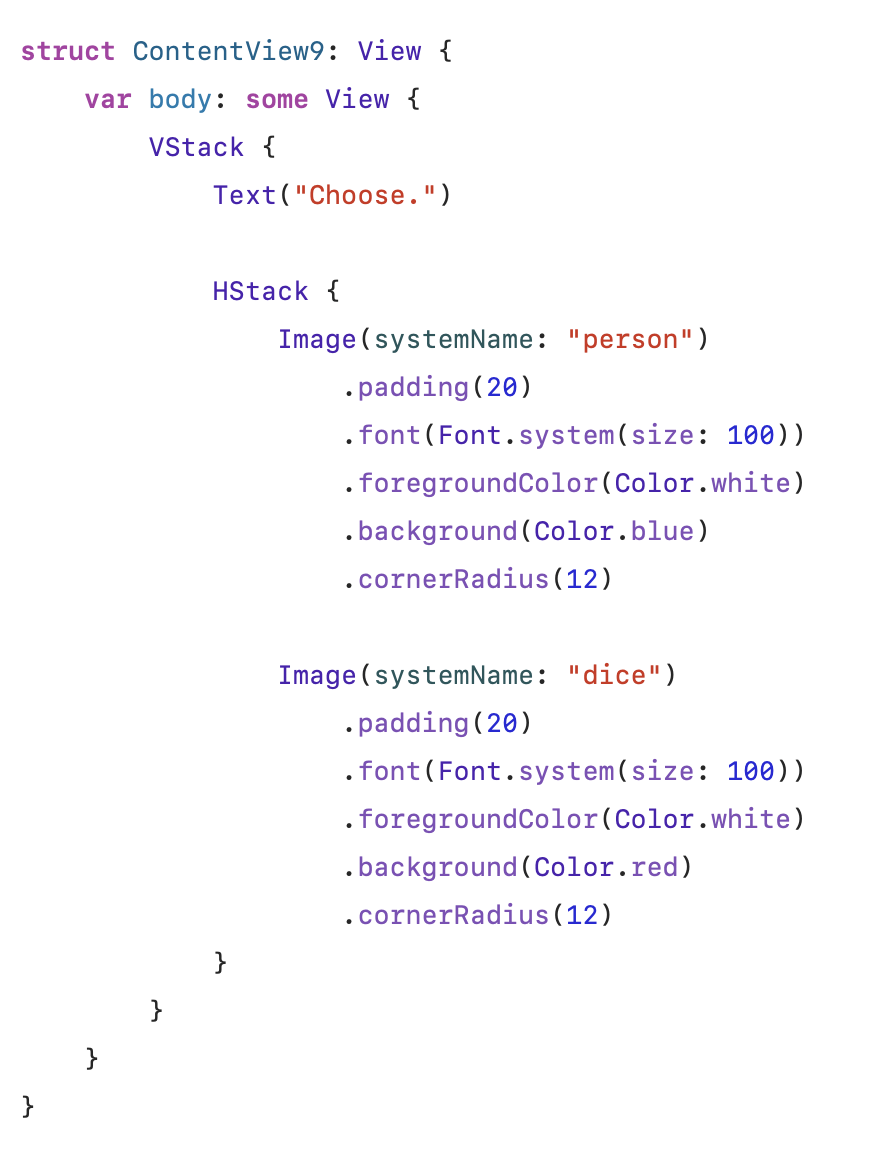 struct ContentView9: View {
    var body: some View {
        VStack {
            Text("Choose.")

            HStack {
                Image(systemName: "person")
                    .padding(20)
                    .font(Font.system(size: 100))
                    .foregroundColor(Color.white)
                    .background(Color.blue)
                    .cornerRadius(12)

                Image(systemName: "dice")
                    .padding(20)
                    .font(Font.system(size: 100))
                    .foregroundColor(Color.white)
                    .background(Color.red)
                    .cornerRadius(12)
            }
        }
    }
}